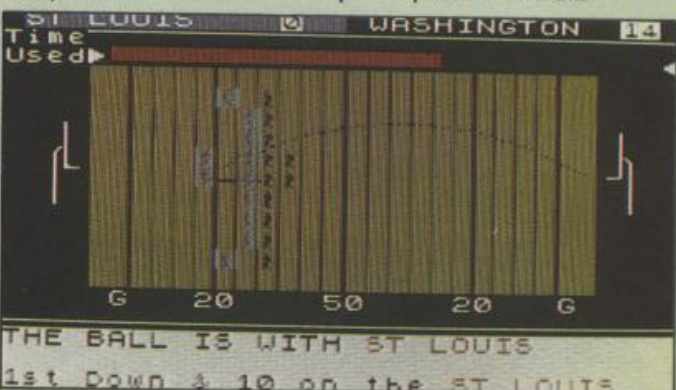 ST LOUIS 0 WASHINGTON 14
Time
Used
G 20 50 20 G
THE BALL IS WITH ST LOUIS
1st Down & 10 on the ST LOUIS